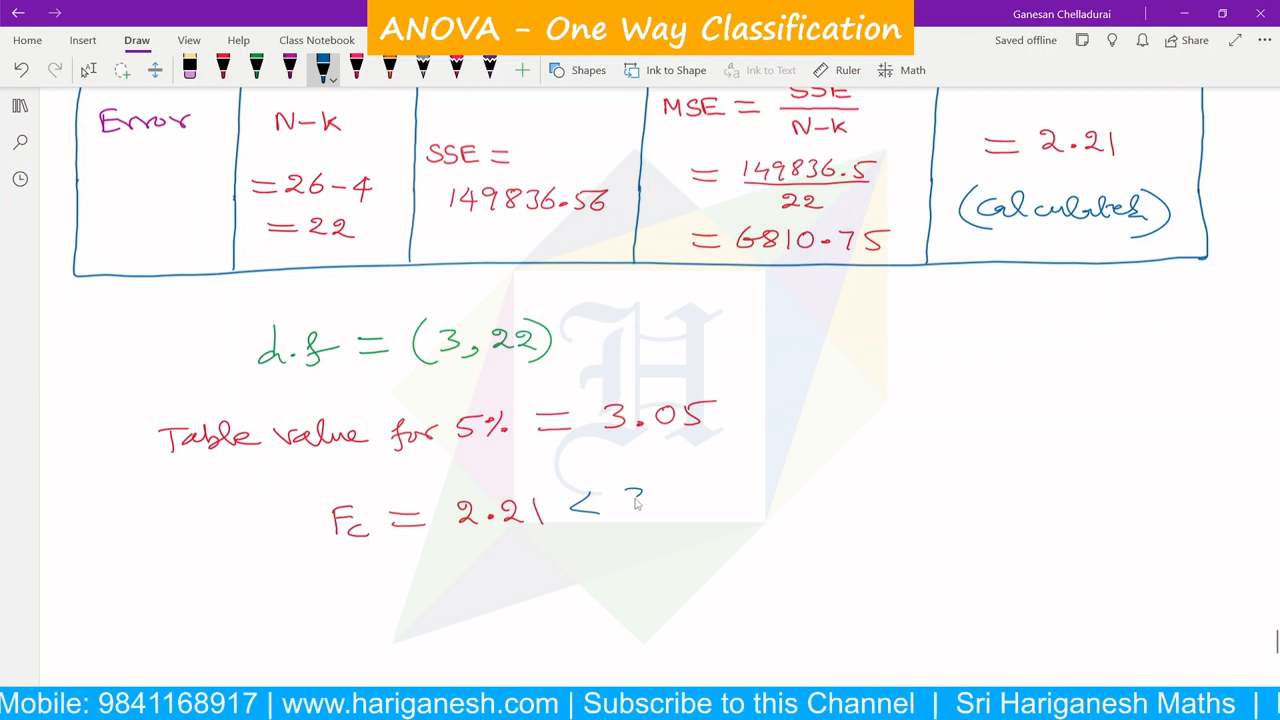 ANOVA - One Way Classification
Ganesan Chelladurai
Home Insert Draw View Help Class Notebook
Saved offline
Share
Shapes
Ink to Shape
Ink to Text
Ruler
Math
Error
N-k
= 26-4
= 22
SSE =
149836.56
MSE = SSE
N-k
= 149836.5
22
= 6810.75
= 2.21
(Calculated)
d.f = (3, 22)
Table value for 5% = 3.05
Fc = 2.21 <
H
Mobile: 9841168917 | www.hariganesh.com | Subscribe to this Channel | Sri Hariganesh Maths |